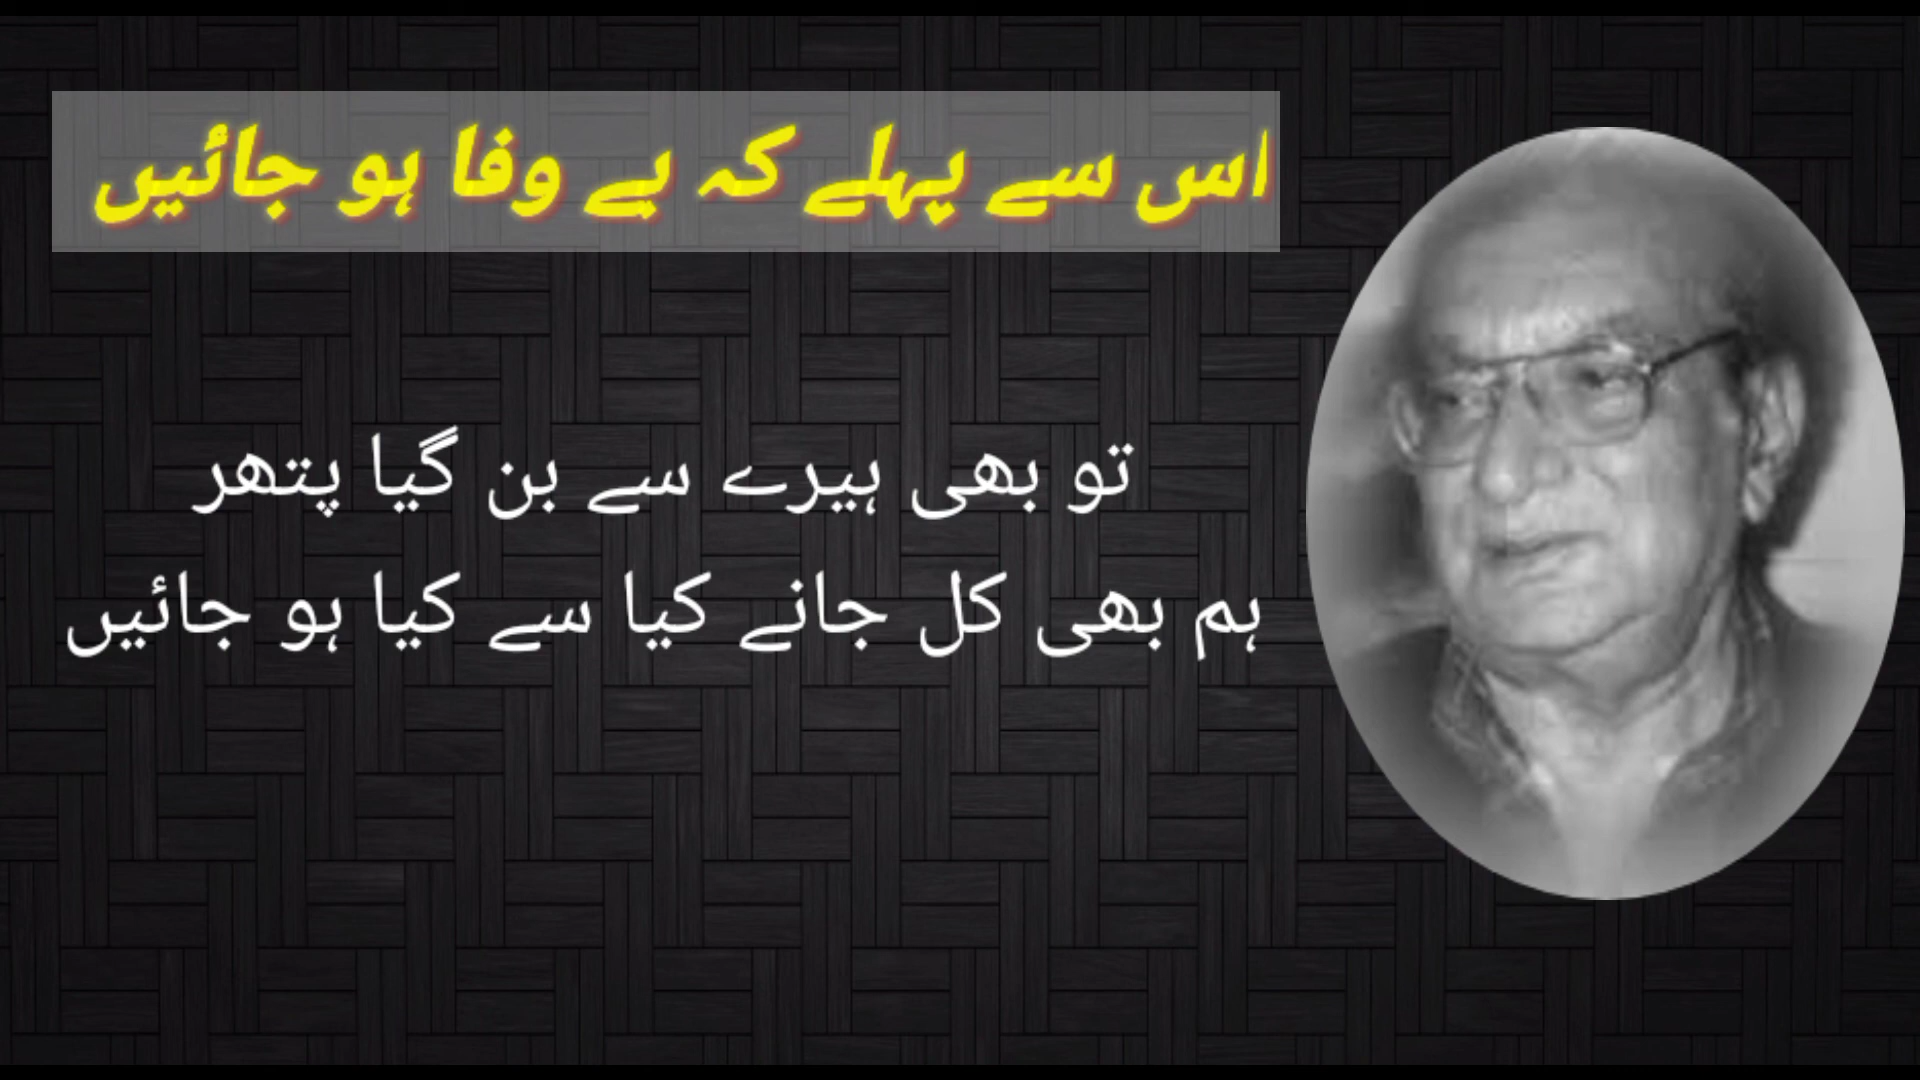 اس سے پہلے کہ بے وفا ہو جائیں
تو بھی ہیرے سے بن گیا پتھر
ہم بھی کل جانے کیا سے کیا ہو جائیں